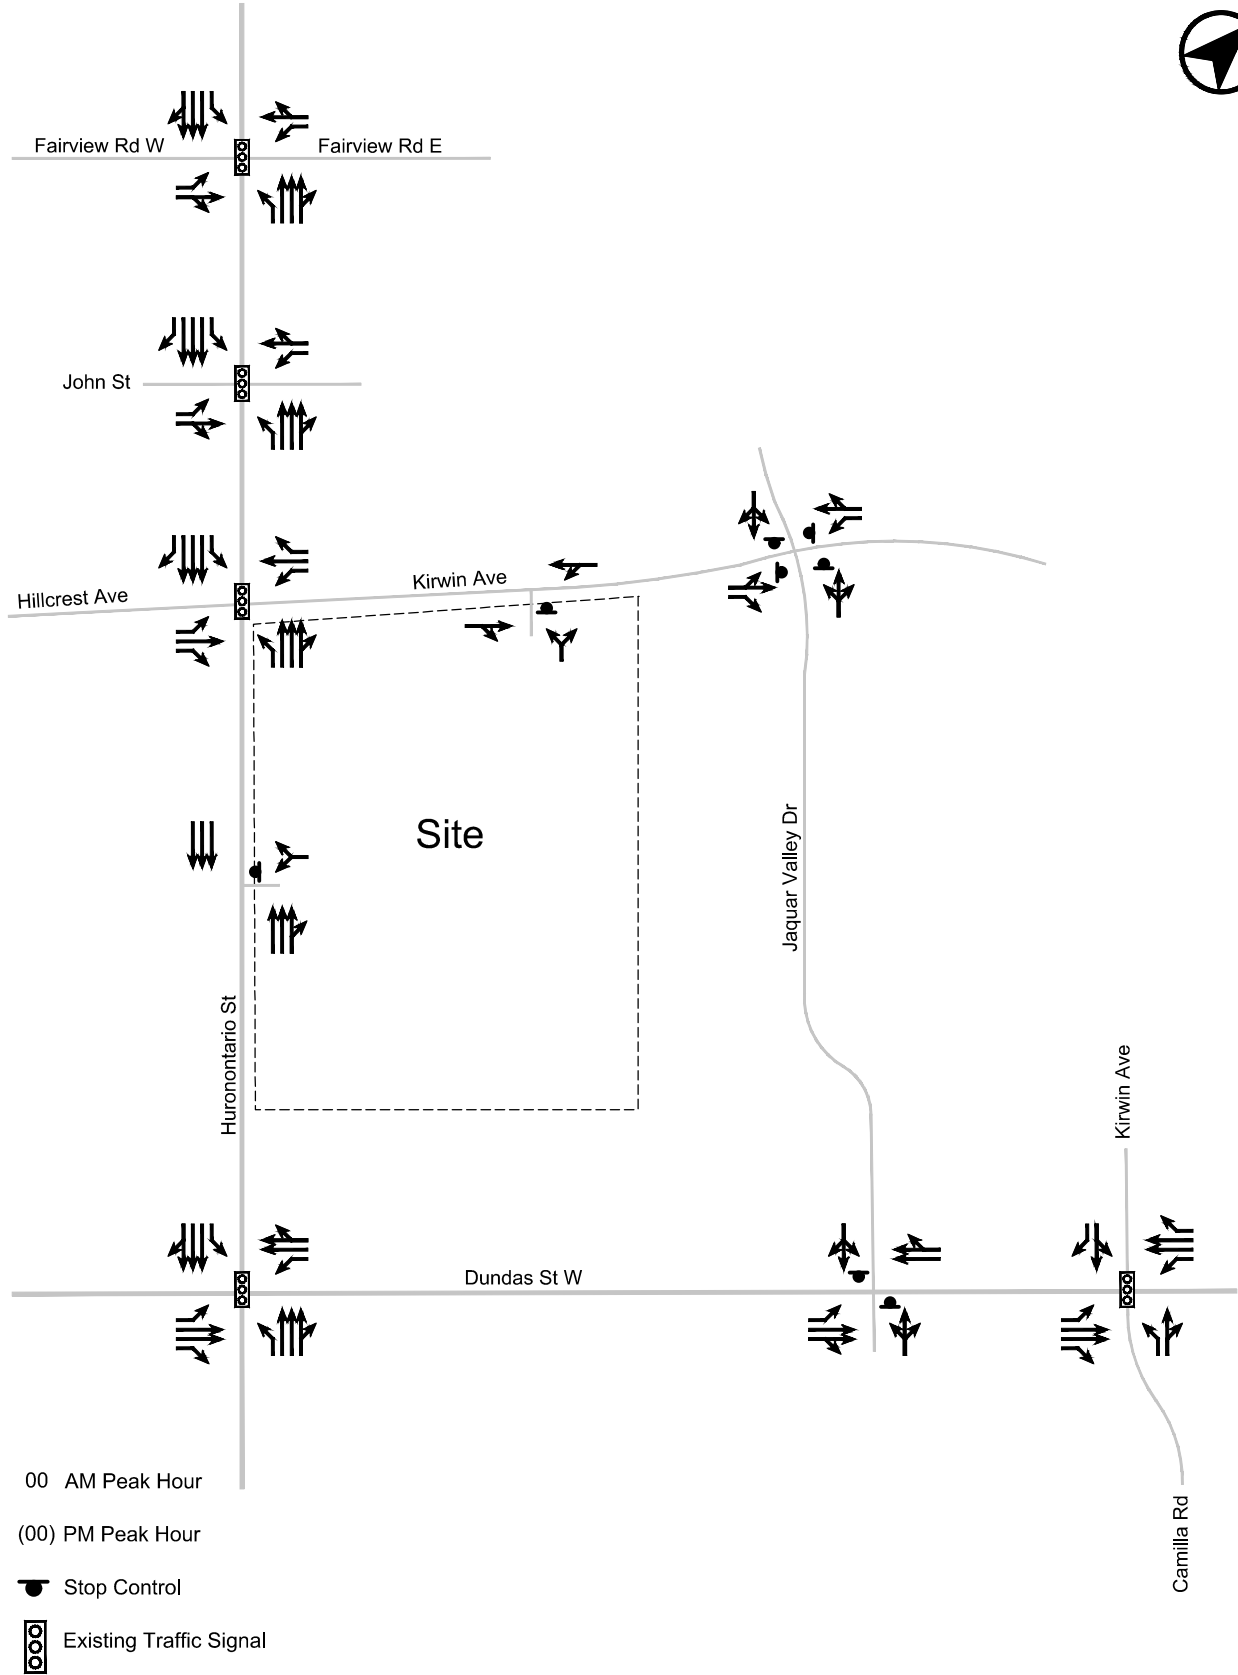 Fairview Rd W
Fairview Rd E
John St
Hillcrest Ave
Kirwin Ave
Site
Jaquar Valley Dr
Huronontario St
Kirwin Ave
Dundas St W
Camilla Rd
00 AM Peak Hour
(00) PM Peak Hour
Stop Control
Existing Traffic Signal